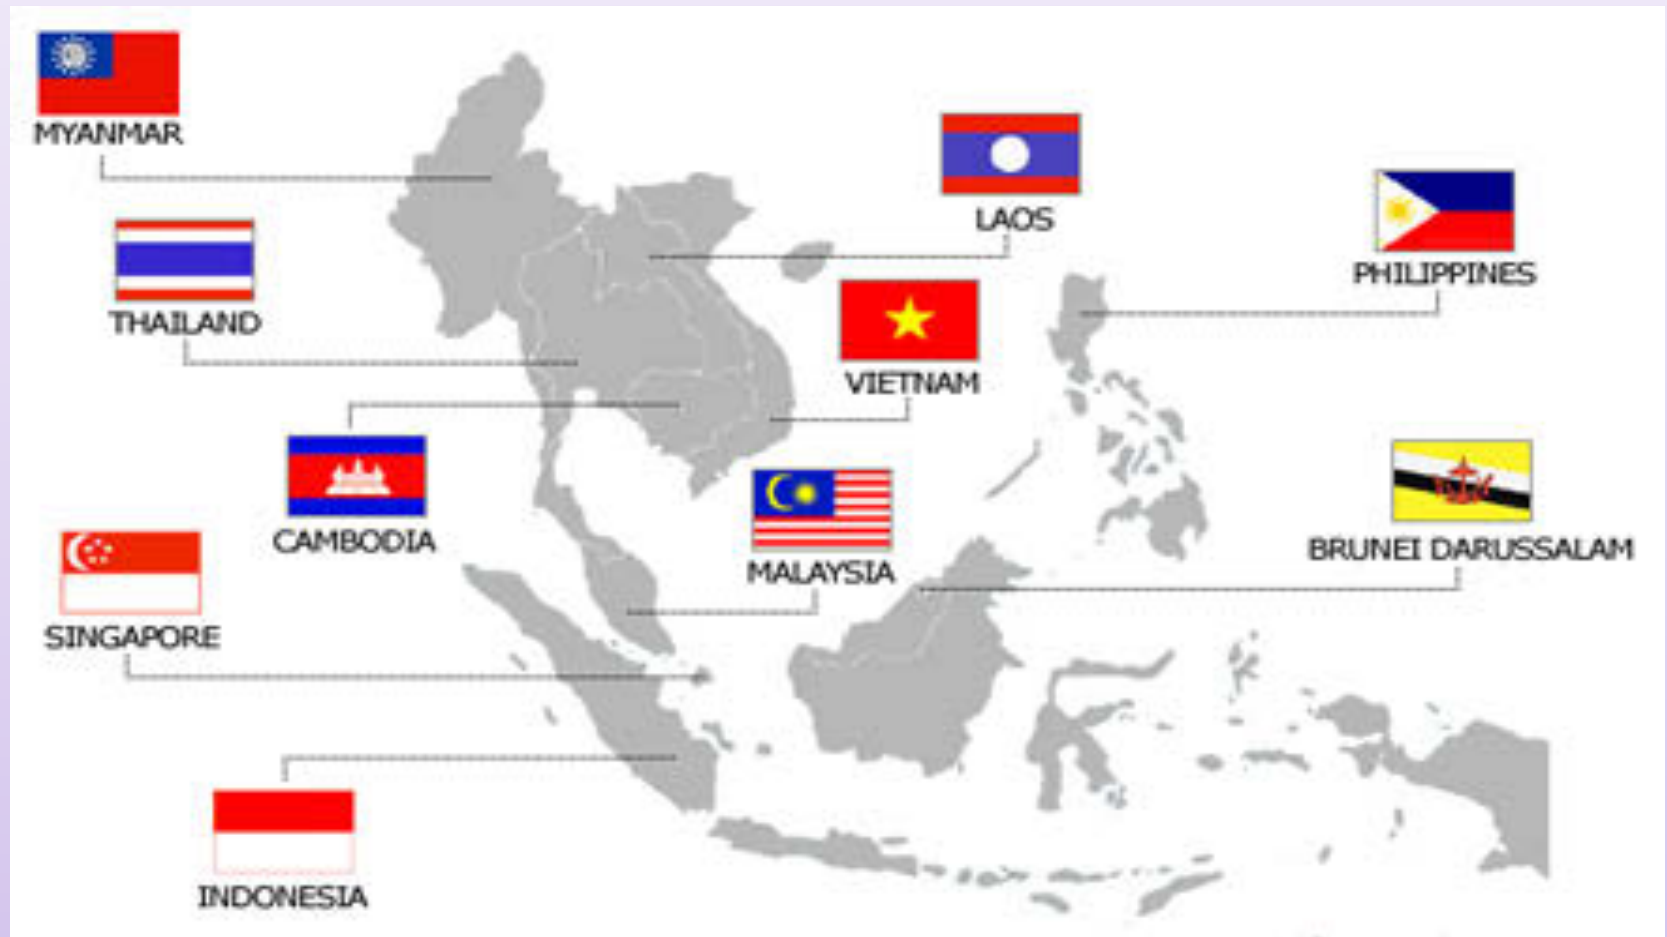 MYANMAR
LAOS
PHILIPPINES
THAILAND
VIETNAM
CAMBODIA
MALAYSIA
BRUNEI DARUSSALAM
SINGAPORE
INDONESIA